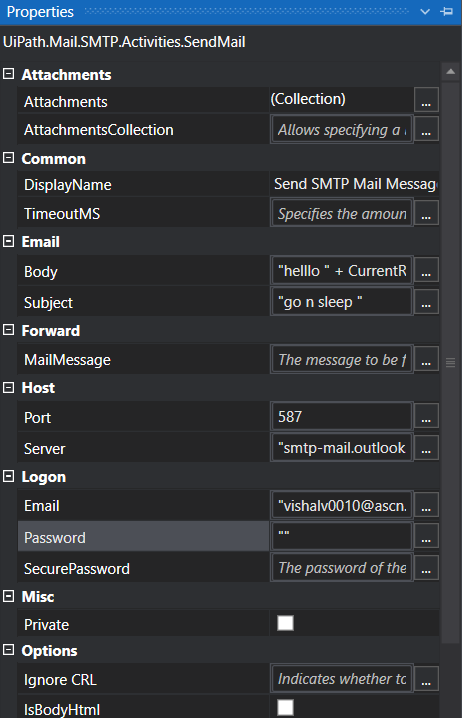 Properties
UiPath.Mail.SMTP.Activities.SendMail
Attachments
Attachments (Collection) ...
AttachmentsCollection Allows specifying a ...
Common
DisplayName Send SMTP Mail Message
TimeoutMS Specifies the amoun ...
Email
Body "helllo " + CurrentR ...
Subject "go n sleep " ...
Forward
MailMessage The message to be f ...
Host
Port 587 ...
Server "smtp-mail.outlook ...
Logon
Email "vishalv0010@ascn. ...
Password "" ...
SecurePassword The password of the ...
Misc
Private
Options
Ignore CRL Indicates whether to ...
IsBodyHtml